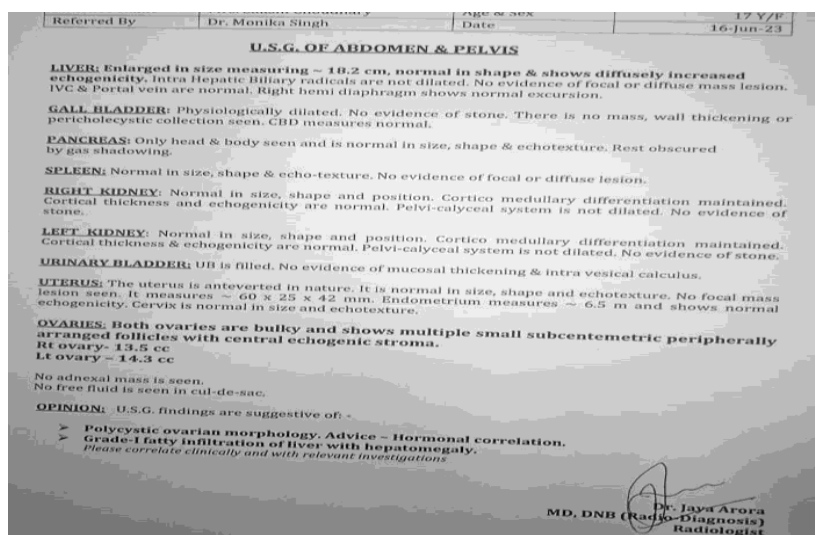 Referred By Dr. Monika Singh Age & Sex 17 Y/F
Date 16-Jun-23
U.S.G. OF ABDOMEN & PELVIS
LIVER: Enlarged in size measuring ~ 18.2 cm, normal in shape & shows diffusely increased
echogenicity. Intra Hepatic Biliary radicals are not dilated. No evidence of focal or diffuse mass lesion.
IVC & Portal vein are normal. Right hemi diaphragm shows normal excursion.
GALL BLADDER: Physiologically dilated. No evidence of stone. There is no mass, wall thickening or
pericholecystic collection seen. CBD measures normal.
PANCREAS: Only head & body seen and is normal in size, shape & echotexture. Rest obscured
by gas shadowing.
SPLEEN: Normal in size, shape & echo-texture. No evidence of focal or diffuse lesion.
RIGHT KIDNEY: Normal in size, shape and position. Cortico medullary differentiation maintained.
Cortical thickness and echogenicity are normal. Pelvi-calyceal system is not dilated. No evidence of
stone.
LEFT KIDNEY: Normal in size, shape and position. Cortico medullary differentiation maintained.
Cortical thickness & echogenicity are normal. Pelvi-calyceal system is not dilated. No evidence of stone.
URINARY BLADDER: UB is filled. No evidence of mucosal thickening & intra vesical calculus.
UTERUS: The uterus is anteverted in nature. It is normal in size, shape and echotexture. No focal mass
lesion seen. It measures ~ 60 x 25 x 42 mm. Endometrium measures ~ 6.5 m and shows normal
echogenicity. Cervix is normal in size and echotexture.
OVARIES: Both ovaries are bulky and shows multiple small subcentemetric peripherally
arranged follicles with central echogenic stroma.
Rt ovary- 13.5 cc
Lt ovary – 14.3 cc
No adnexal mass is seen.
No free fluid is seen in cul-de-sac.
OPINION: U.S.G. findings are suggestive of: -
➤ Polycystic ovarian morphology. Advice – Hormonal correlation.
➤ Grade-I fatty infiltration of liver with hepatomegaly.
Please correlate clinically and with relevant investigations
Dr. Jaya Arora
MD, DNB (Radio-Diagnosis)
Radiologist